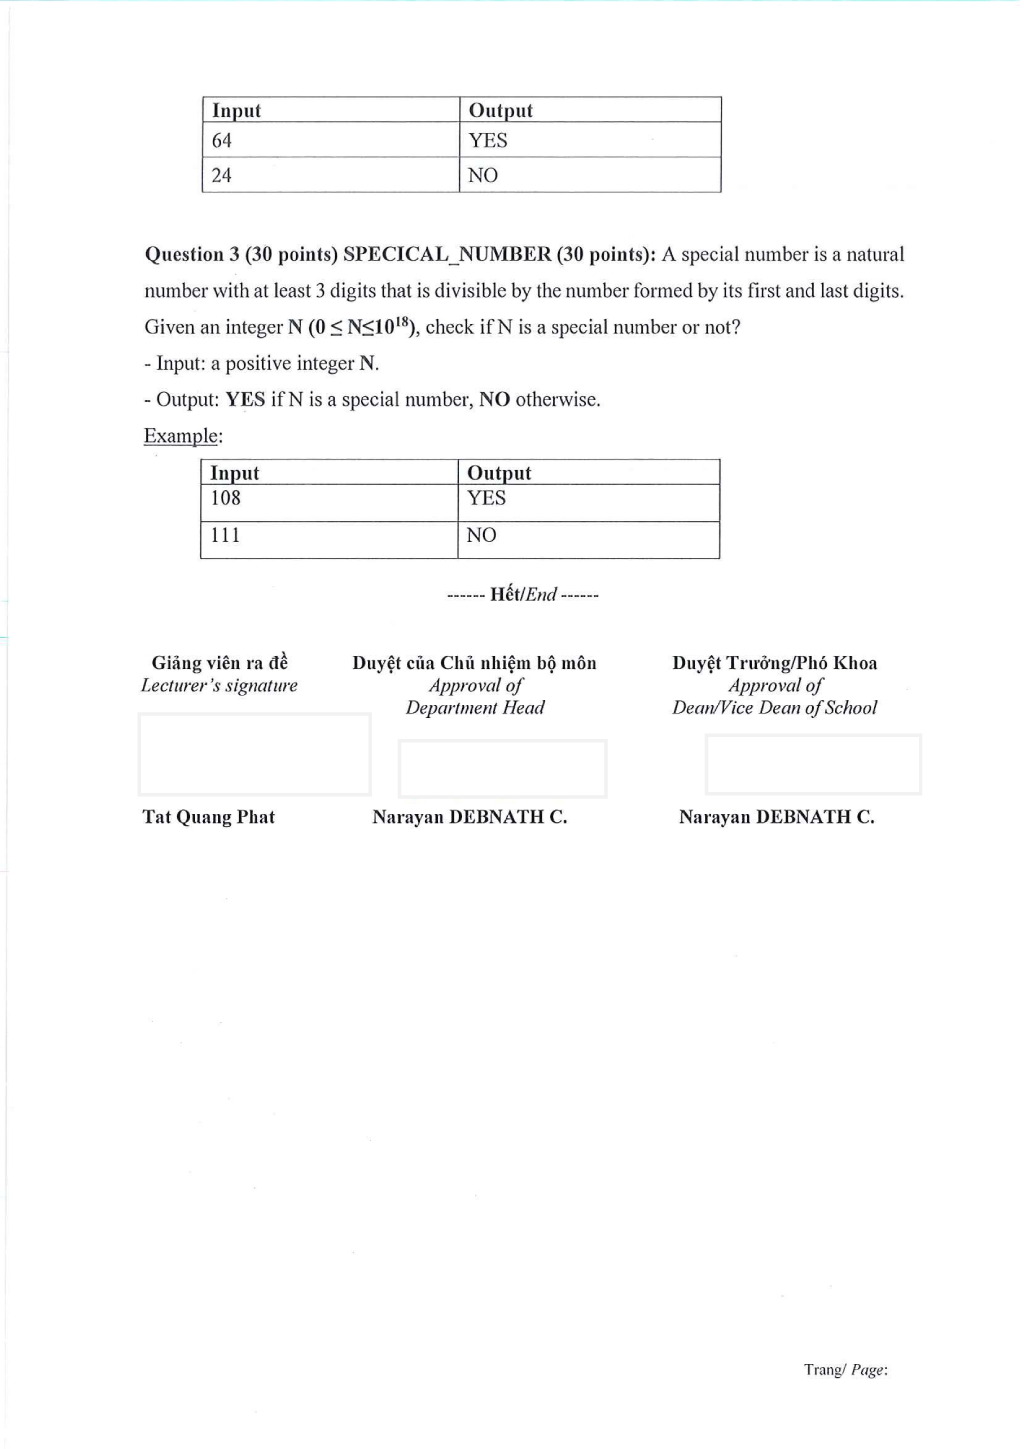 Input Output
64 YES
24 NO
Question 3 (30 points) SPECICAL_NUMBER (30 points): A special number is a natural
number with at least 3 digits that is divisible by the number formed by its first and last digits.
Given an integer N (0 ≤ N≤10¹⁸), check if N is a special number or not?
- Input: a positive integer N.
- Output: YES if N is a special number, NO otherwise.
Example:
Input Output
108 YES
111 NO
------ Hết/End ------
Giảng viên ra đề Duyệt của Chủ nhiệm bộ môn Duyệt Trưởng/Phó Khoa
Lecturer's signature Approval of Approval of
Department Head Dean/Vice Dean of School
Tat Quang Phat Narayan DEBNATH C. Narayan DEBNATH C.
Trang/ Page: